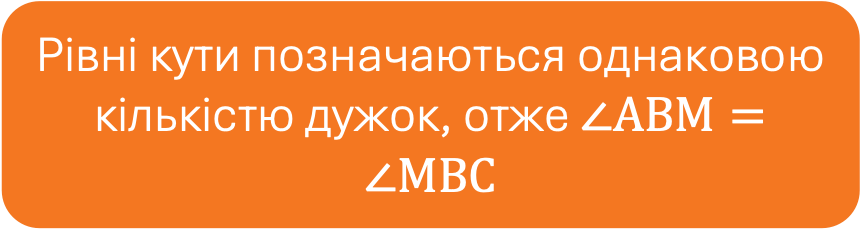 Рівні кути позначаються однаковою
кількістю дужок, отже ∠ABM =
∠MBC